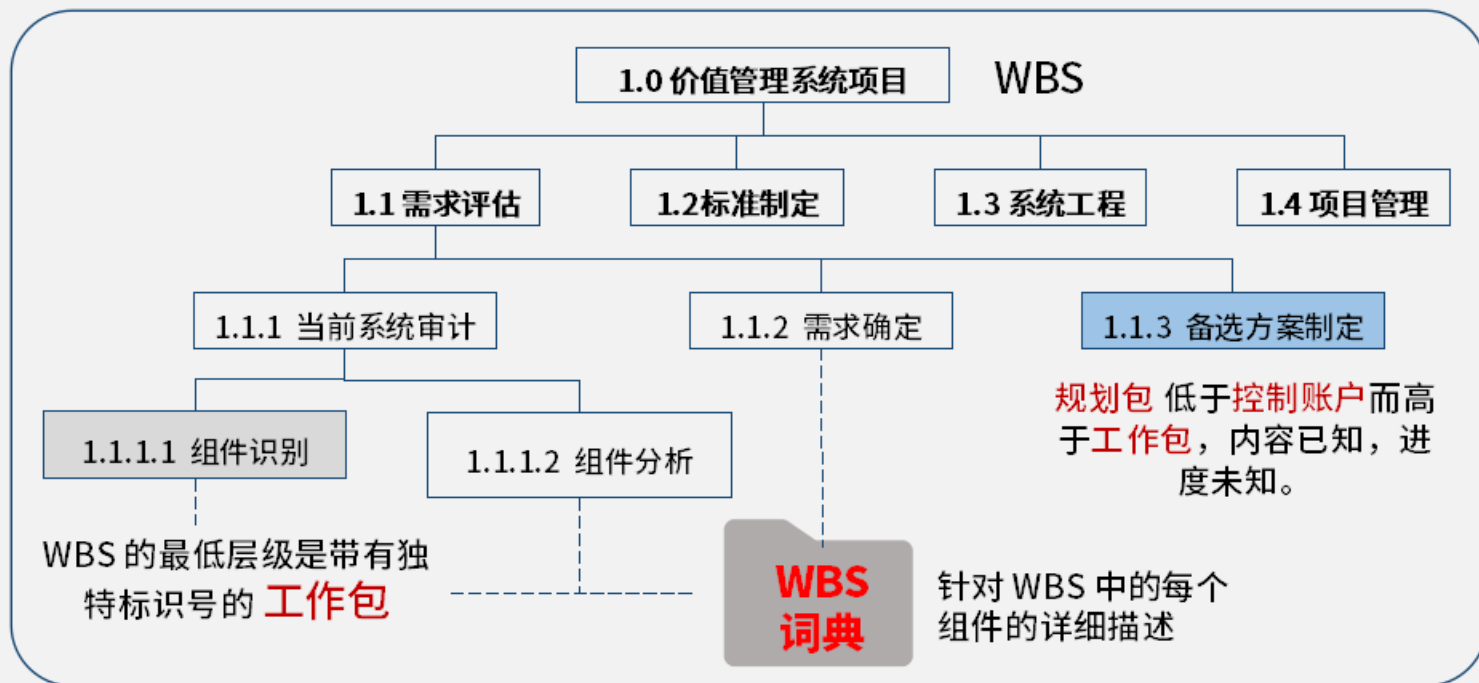 1.0 价值管理系统项目
WBS
1.1 需求评估
1.2标准制定
1.3 系统工程
1.4 项目管理
1.1.1 当前系统审计
1.1.2 需求确定
1.1.3 备选方案制定
规划包 低于控制账户而高
于工作包，内容已知，进
度未知。
1.1.1.1 组件识别
1.1.1.2 组件分析
WBS 的最低层级是带有独
特标识号的 工作包
WBS
词典
针对 WBS 中的每个
组件的详细描述